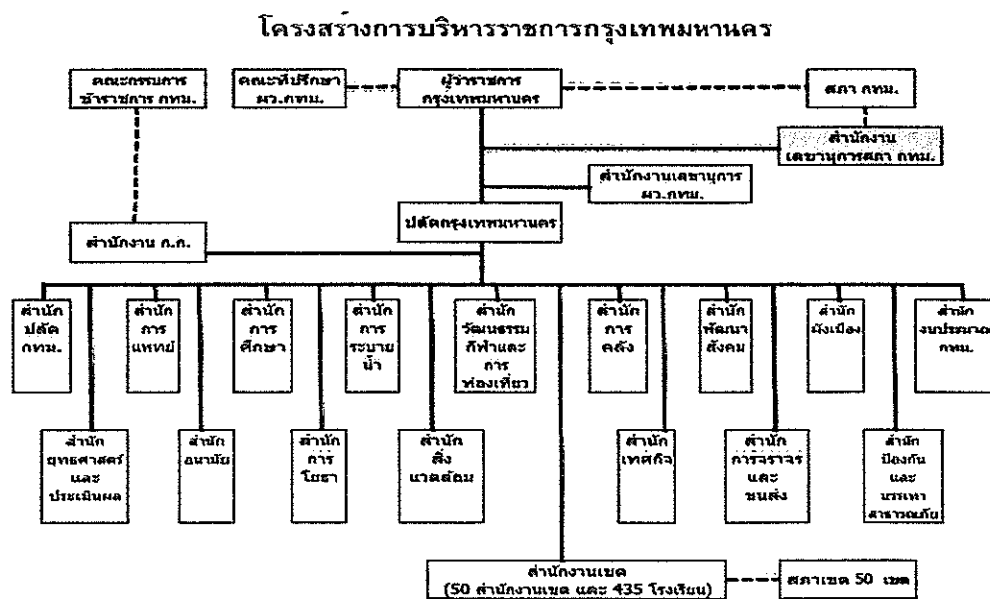 โครงสร้างการบริหารราชการกรุงเทพมหานคร
คณะกรรมการ
ข้าราชการ กทม.
คณะที่ปรึกษา
ผว.กทม.
ผู้ว่าราชการ
กรุงเทพมหานคร
สภา กทม.
สำนักงาน
เลขานุการสภา กทม.
สำนักงานเลขานุการ
ผว.กทม.
ปลัดกรุงเทพมหานคร
สำนักงาน ก.ก.
สำนัก
ปลัด
กทม.
สำนัก
การ
แพทย์
สำนัก
การ
ศึกษา
สำนัก
การ
ระบาย
น้ำ
สำนัก
วัฒนธรรม
กีฬาและ
การ
ท่องเที่ยว
สำนัก
การ
คลัง
สำนัก
พัฒนา
สังคม
สำนัก
ผังเมือง
สำนัก
งบประมาณ
กทม.
สำนัก
ยุทธศาสตร์
และ
ประเมินผล
สำนัก
อนามัย
สำนัก
การ
โยธา
สำนัก
สิ่ง
แวดล้อม
สำนัก
เทศกิจ
สำนัก
การจราจร
และ
ขนส่ง
สำนัก
ป้องกัน
และ
บรรเทา
สาธารณภัย
สำนักงานเขต
(50 สำนักงานเขต และ 435 โรงเรียน)
สภาเขต 50 เขต